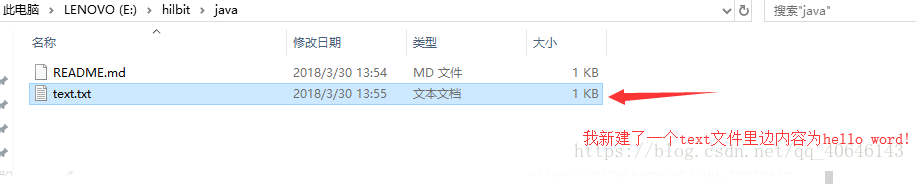 此电脑 › LENOVO (E:) › hilbit › java
搜索"java"
名称 修改日期 类型 大小
README.md 2018/3/30 13:54 MD 文件 1 KB
text.txt 2018/3/30 13:55 文本文档 1 KB
我新建了一个text文件里边内容为hello word!
https://blog.csdn.net/qq_40646143